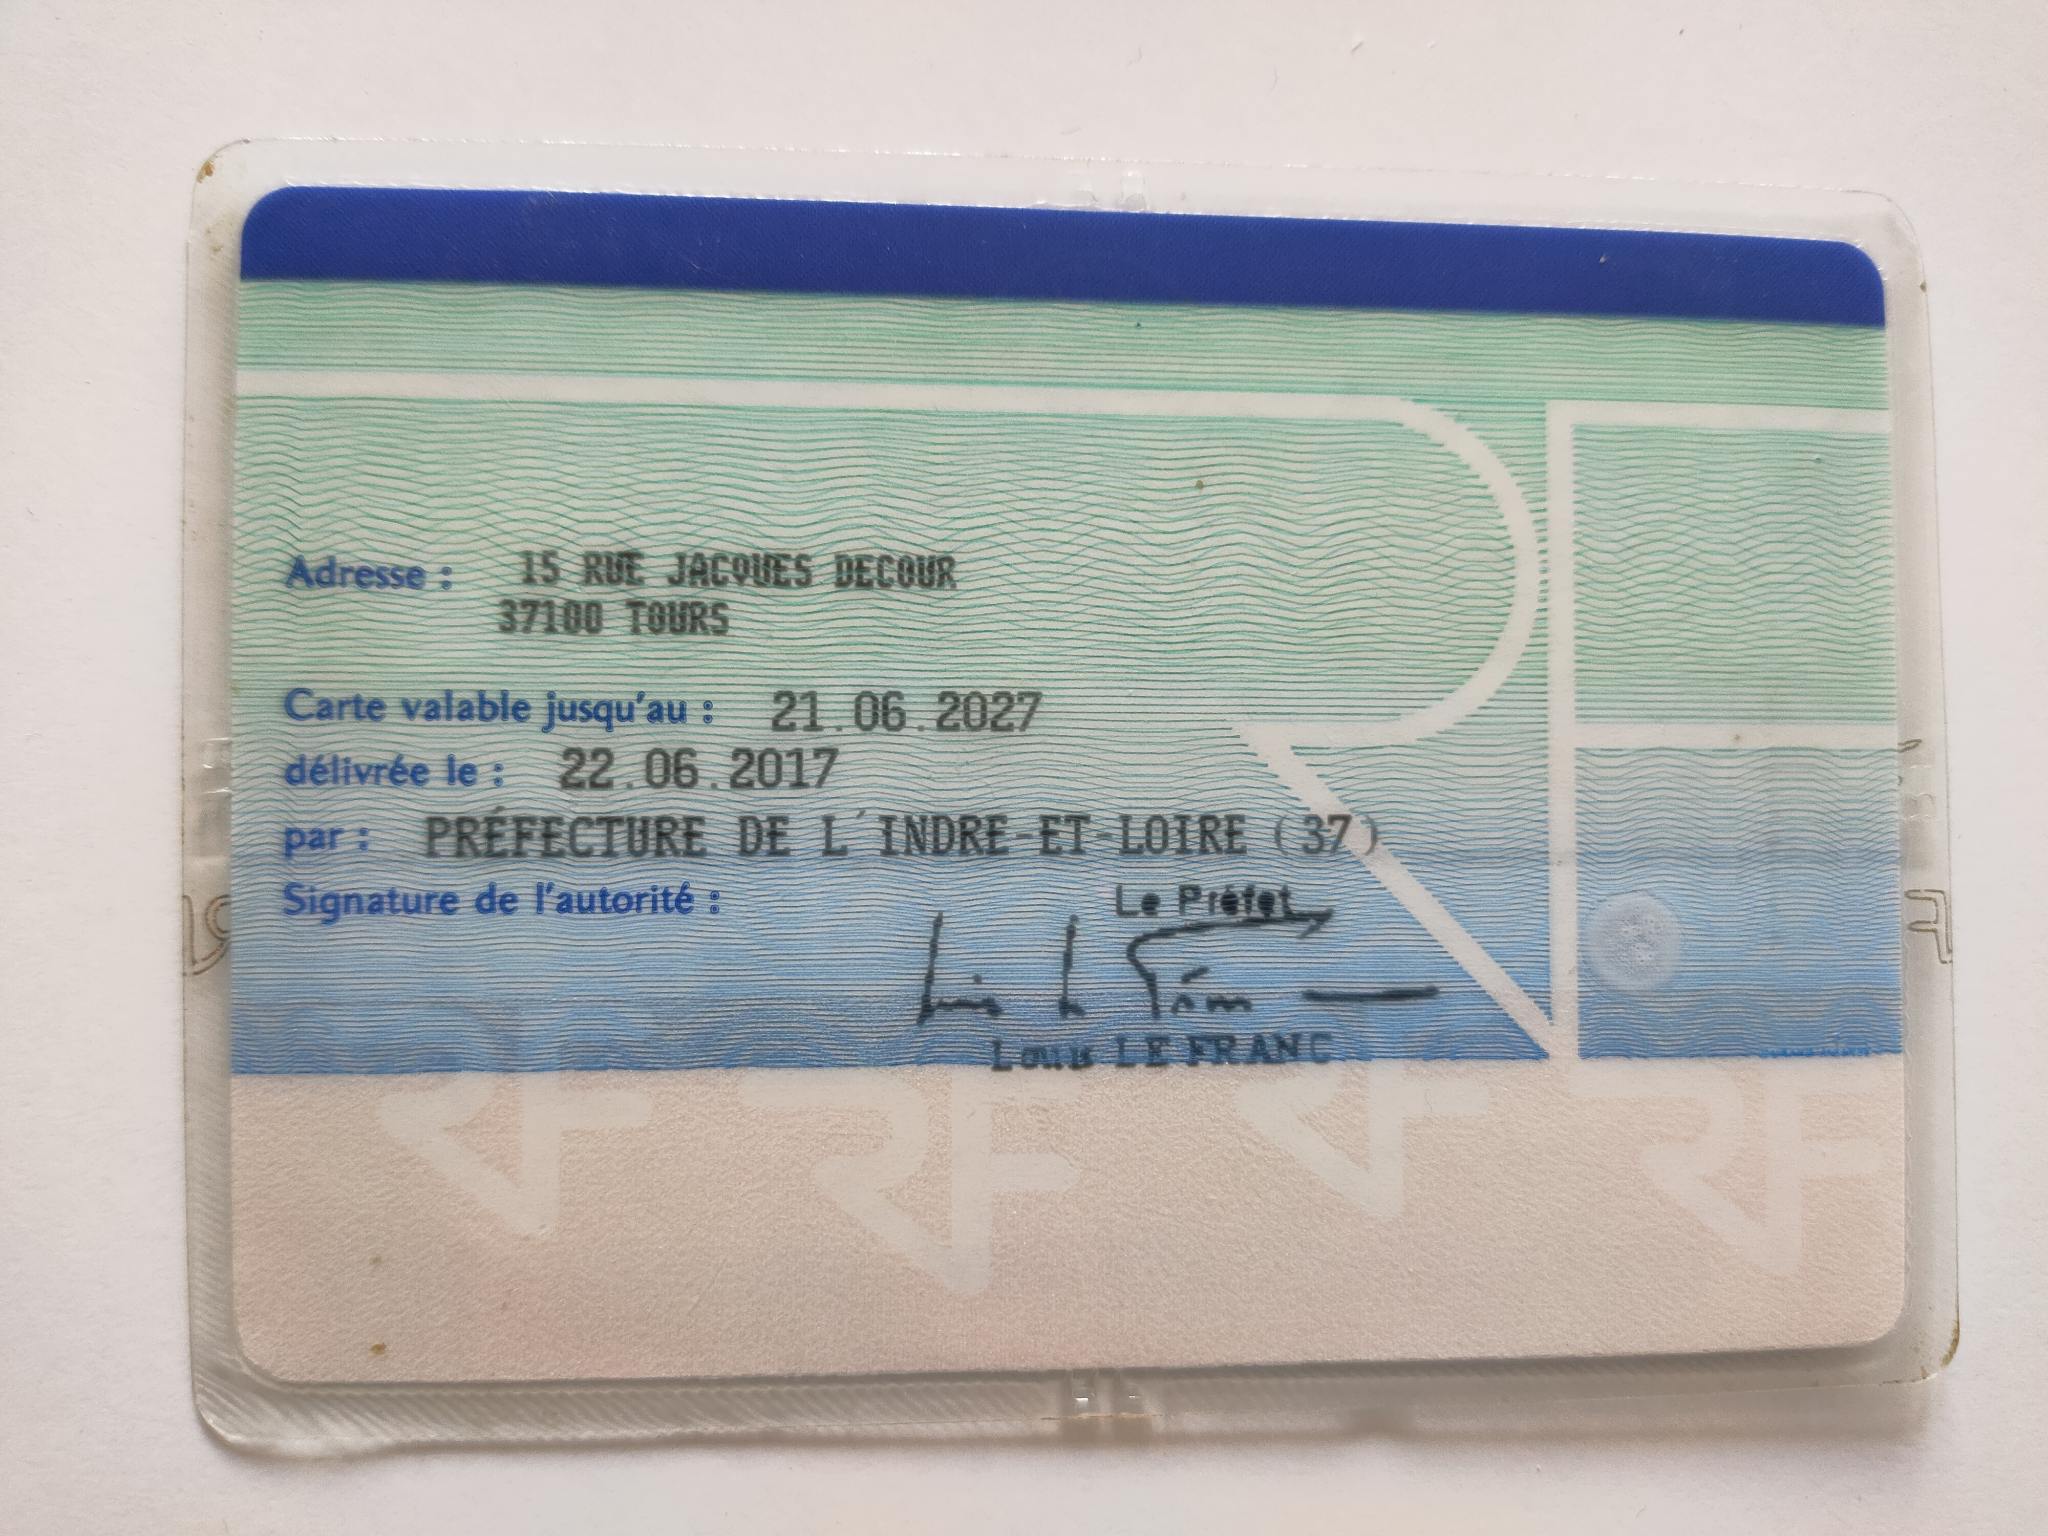 Adresse : 15 RUE JACQUES DECOUR
37100 TOURS
Carte valable jusqu'au : 21.06.2027
délivrée le : 22.06.2017
par : PRÉFECTURE DE L'INDRE-ET-LOIRE (37)
Signature de l'autorité : Le Préfet
Louis LE FRANC
RF
RF RF RF RF